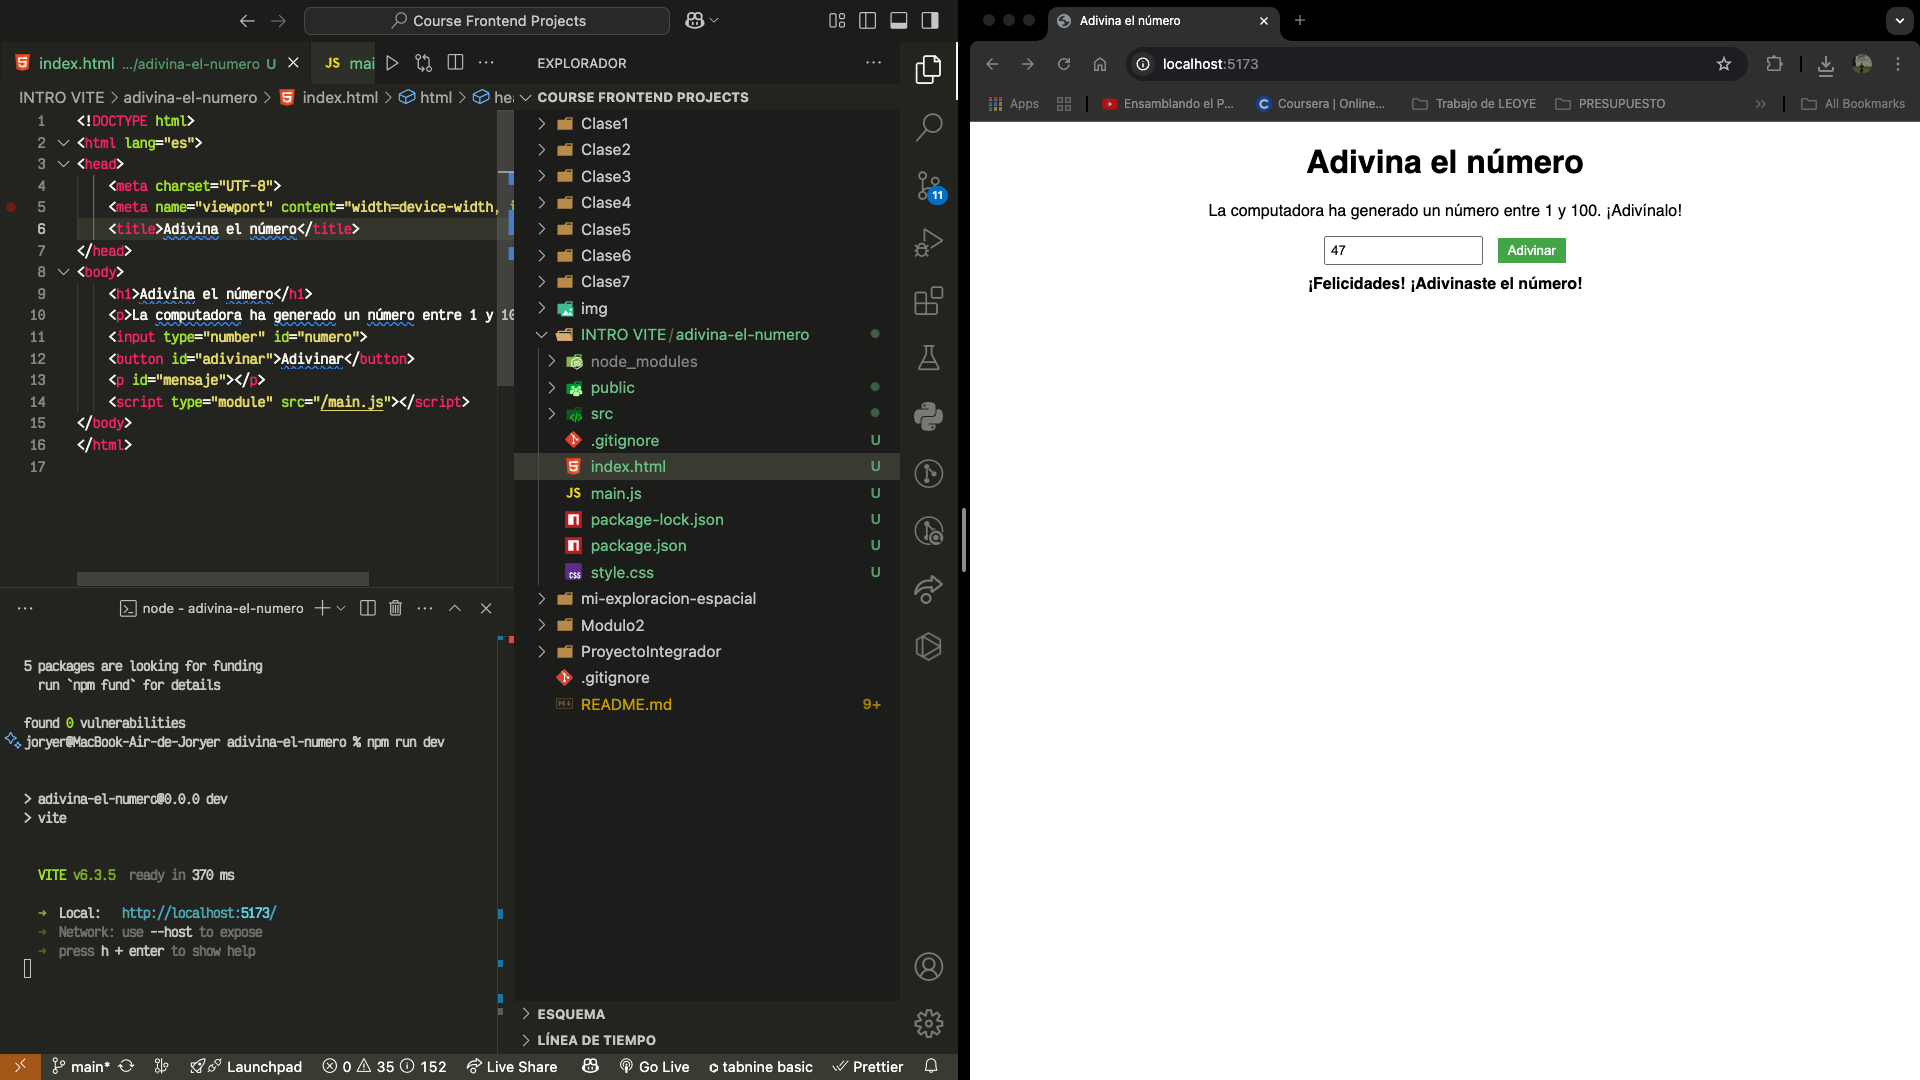 Course Frontend Projects
index.html .../adivina-el-numero U
JS mai
INTRO VITE > adivina-el-numero > index.html > html > hea
1 <!DOCTYPE html>
2 <html lang="es">
3 <head>
4 <meta charset="UTF-8">
5 <meta name="viewport" content="width=device-width, i
6 <title>Adivina el número</title>
7 </head>
8 <body>
9 <h1>Adivina el número</h1>
10 <p>La computadora ha generado un número entre 1 y 10
11 <input type="number" id="numero">
12 <button id="adivinar">Adivinar</button>
13 <p id="mensaje"></p>
14 <script type="module" src="/main.js"></script>
15 </body>
16 </html>
17
node - adivina-el-numero
5 packages are looking for funding
run `npm fund` for details
found 0 vulnerabilities
joryer@MacBook-Air-de-Joryer adivina-el-numero % npm run dev
> adivina-el-numero@0.0.0 dev
> vite
VITE v6.3.5 ready in 370 ms
➜ Local: http://localhost:5173/
➜ Network: use --host to expose
➜ press h + enter to show help
EXPLORADOR
COURSE FRONTEND PROJECTS
Clase1
Clase2
Clase3
Clase4
Clase5
Clase6
Clase7
img
INTRO VITE / adivina-el-numero
node_modules
public
src
.gitignore U
index.html U
JS main.js U
package-lock.json U
package.json U
style.css U
mi-exploracion-espacial
Modulo2
ProyectoIntegrador
.gitignore
README.md 9+
ESQUEMA
LÍNEA DE TIEMPO
11
main* Launchpad 0 35 152 Live Share Go Live tabnine basic Prettier
Adivina el número
localhost:5173
Apps Ensamblando el P... Coursera | Online... Trabajo de LEOYE PRESUPUESTO » All Bookmarks
Adivina el número
La computadora ha generado un número entre 1 y 100. ¡Adivínalo!
47 Adivinar
¡Felicidades! ¡Adivinaste el número!